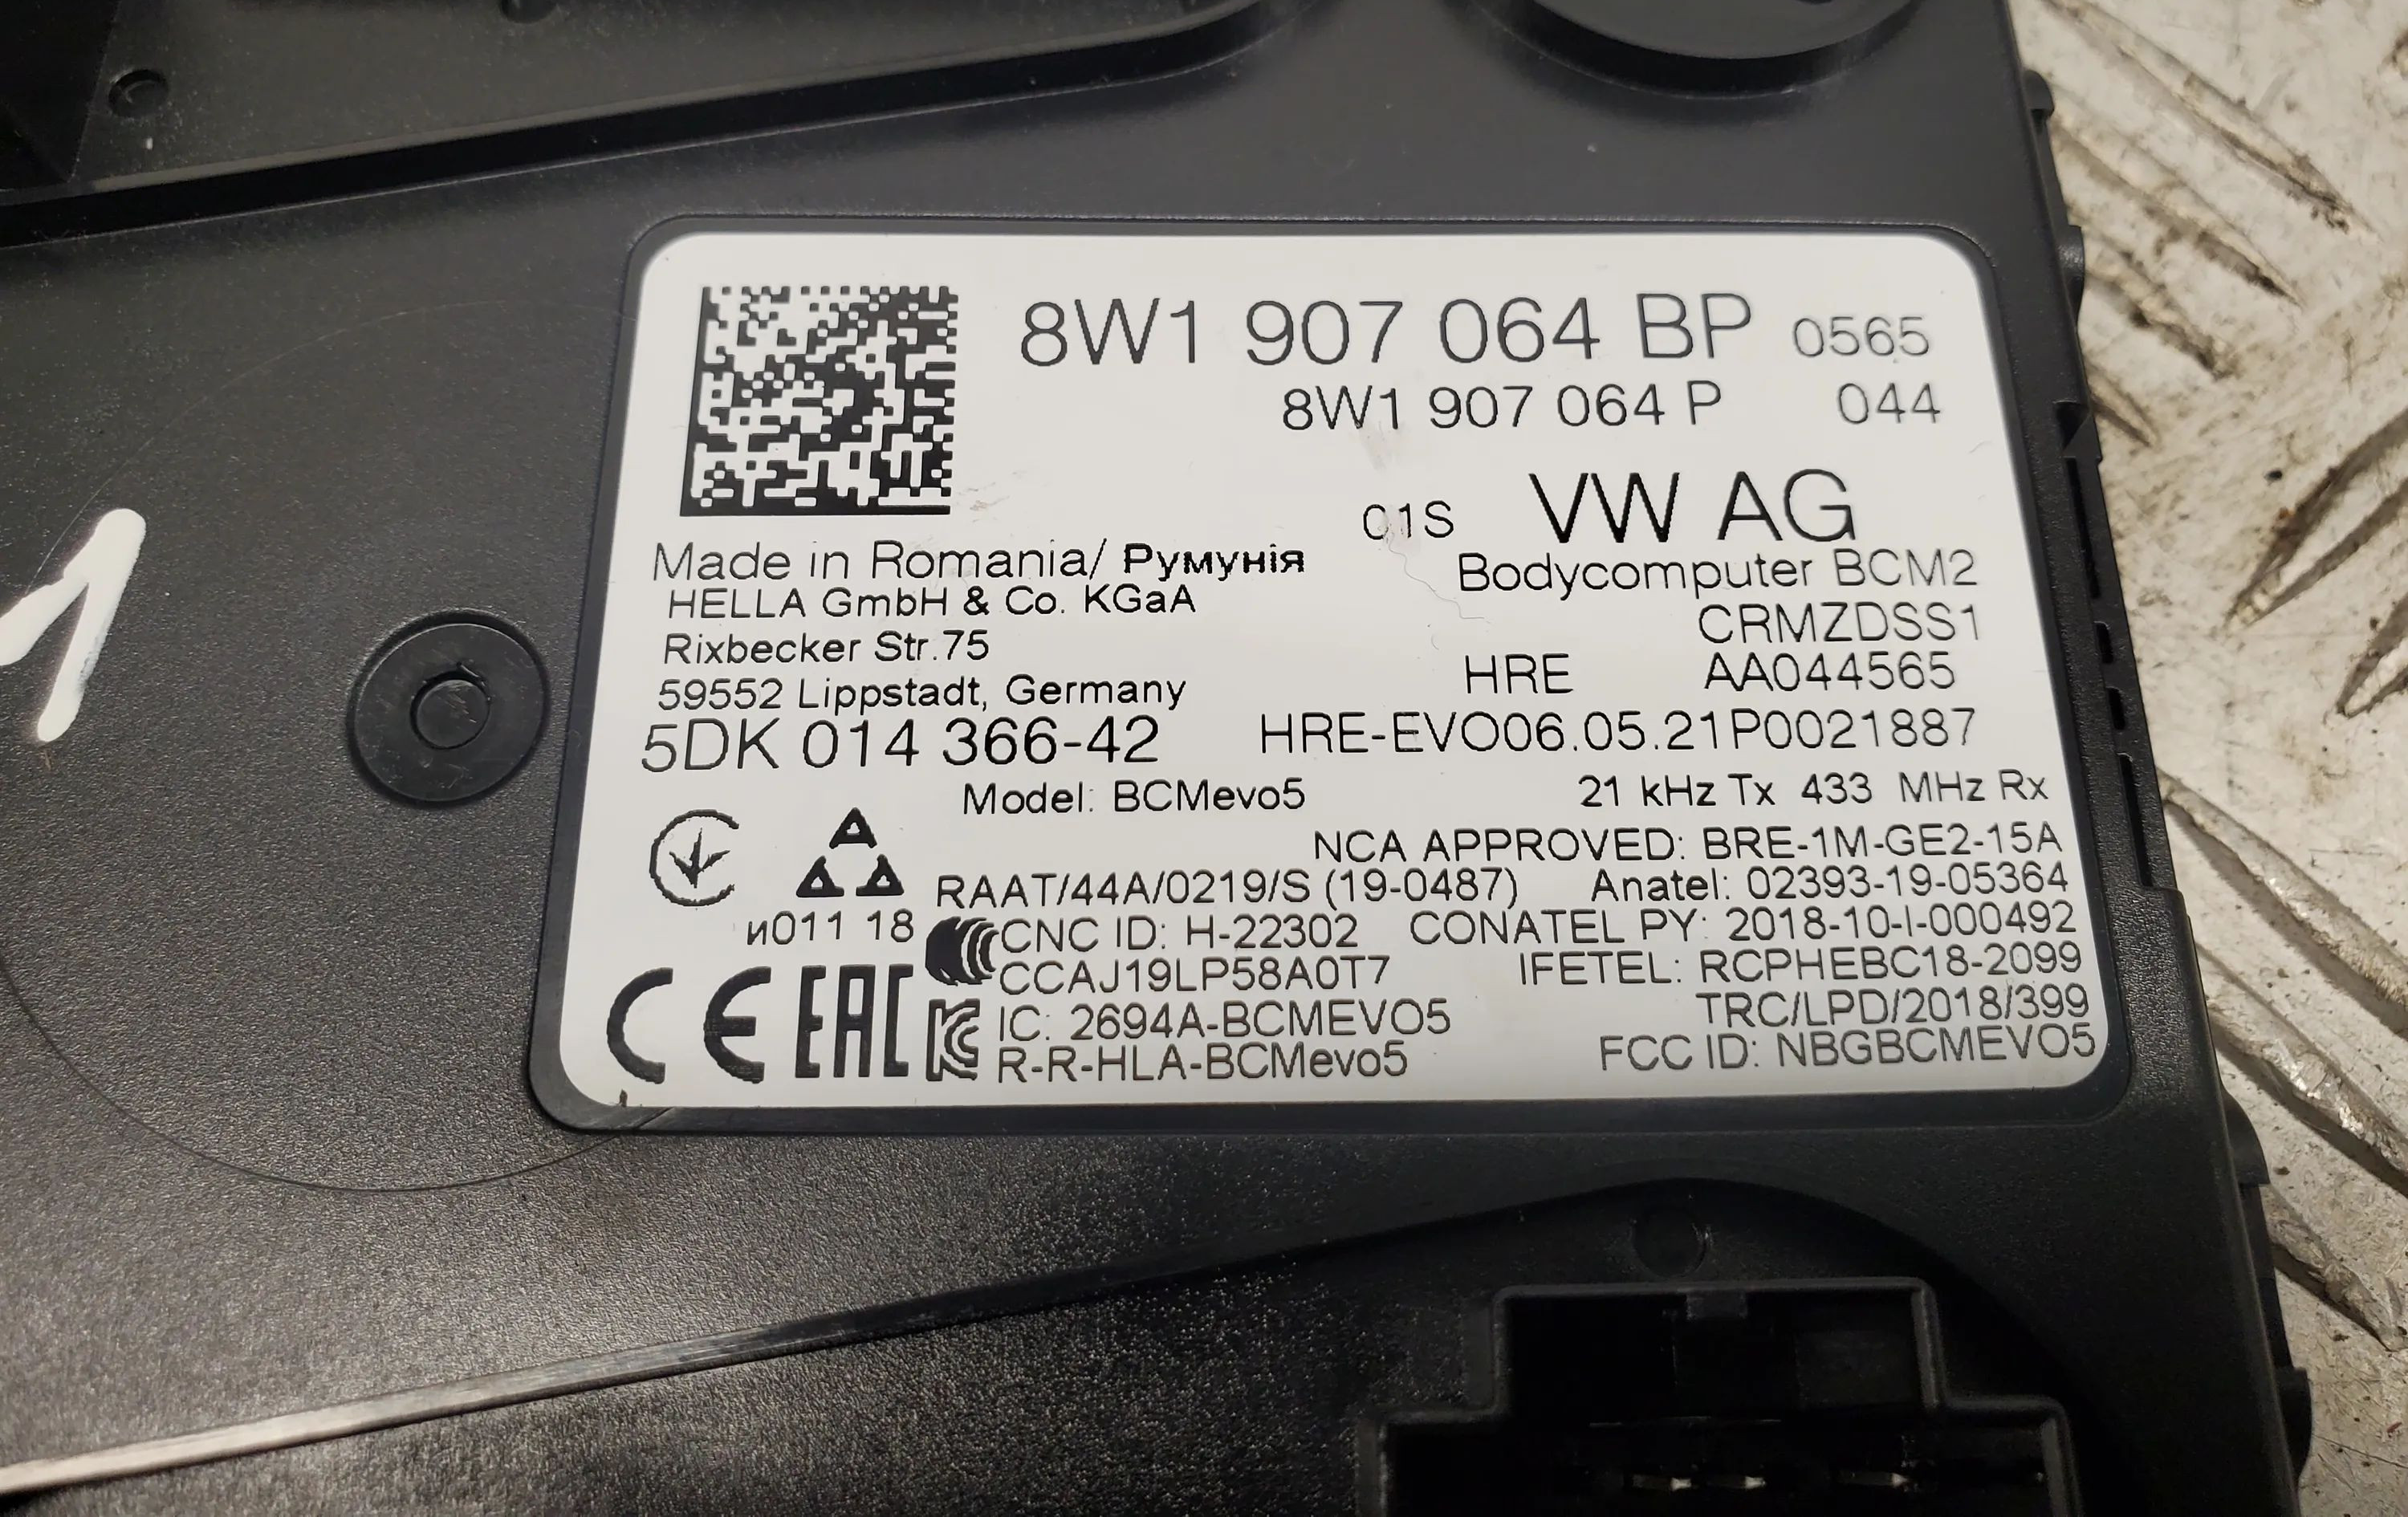 8W1 907 064 BP 0565
8W1 907 064 P 044
01S VW AG
Made in Romania/ Румунія
Bodycomputer BCM2
HELLA GmbH & Co. KGaA
CRMZDSS1
Rixbecker Str.75
HRE AA044565
59552 Lippstadt, Germany
5DK 014 366-42 HRE-EVO06.05.21P0021887
Model: BCMevo5 21 kHz Tx 433 MHz Rx
NCA APPROVED: BRE-1M-GE2-15A
RAAT/44A/0219/S (19-0487) Anatel: 02393-19-05364
и011 18 CNC ID: H-22302 CONATEL PY: 2018-10-I-000492
CCAJ19LP58A0T7 IFETEL: RCPHEBC18-2099
CE EAC KC IC: 2694A-BCMEVO5 TRC/LPD/2018/399
R-R-HLA-BCMevo5 FCC ID: NBGBCMEVO5
1